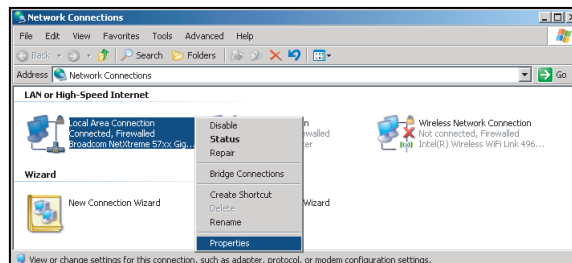 Network Connections
File Edit View Favorites Tools Advanced Help
Back Search Folders
Address Network Connections Go
LAN or High-Speed Internet
Local Area Connection
Connected, Firewalled
Broadcom NetXtreme 57xx Gig...
Disable
Status
Repair
Bridge Connections
Create Shortcut
Delete
Rename
Properties
Wireless Network Connection
Not connected, Firewalled
Intel(R) Wireless WiFi Link 496...
Wizard
New Connection Wizard
Wizard
View or change settings for this connection, such as adapter, protocol, or modem configuration settings.